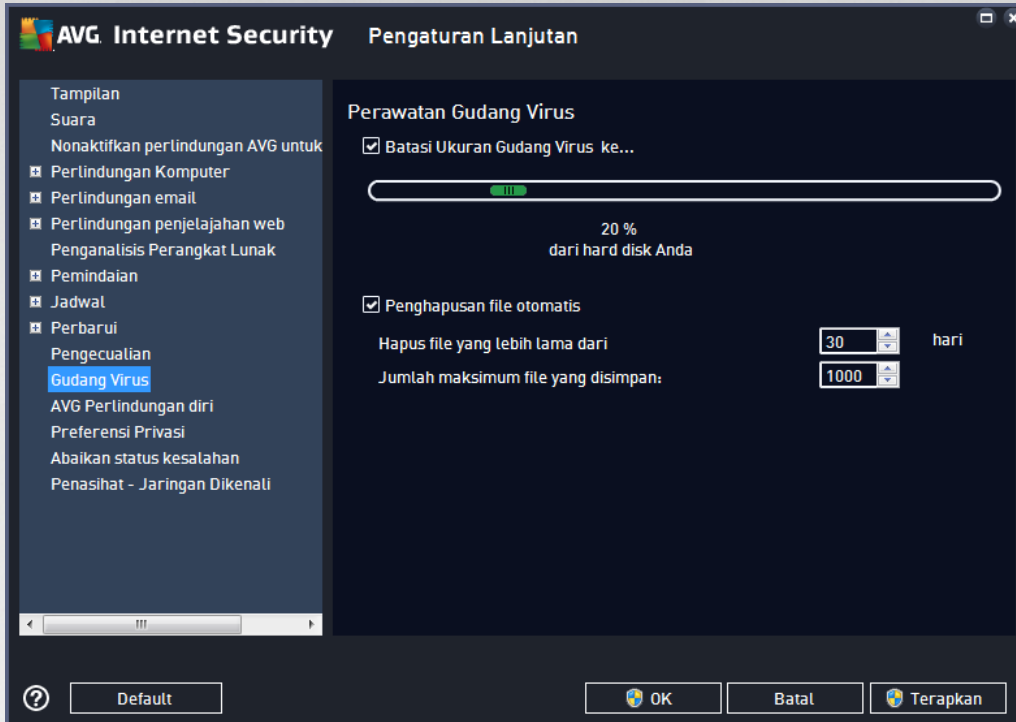 AVG. Internet Security Pengaturan Lanjutan
Tampilan
Suara
Nonaktifkan perlindungan AVG untuk
Perlindungan Komputer
Perlindungan email
Perlindungan penjelajahan web
Penganalisis Perangkat Lunak
Pemindaian
Jadwal
Perbarui
Pengecualian
Gudang Virus
AVG Perlindungan diri
Preferensi Privasi
Abaikan status kesalahan
Penasihat - Jaringan Dikenali
Perawatan Gudang Virus
Batasi Ukuran Gudang Virus ke...
20 %
dari hard disk Anda
Penghapusan file otomatis
Hapus file yang lebih lama dari 30 hari
Jumlah maksimum file yang disimpan: 1000
? Default OK Batal Terapkan